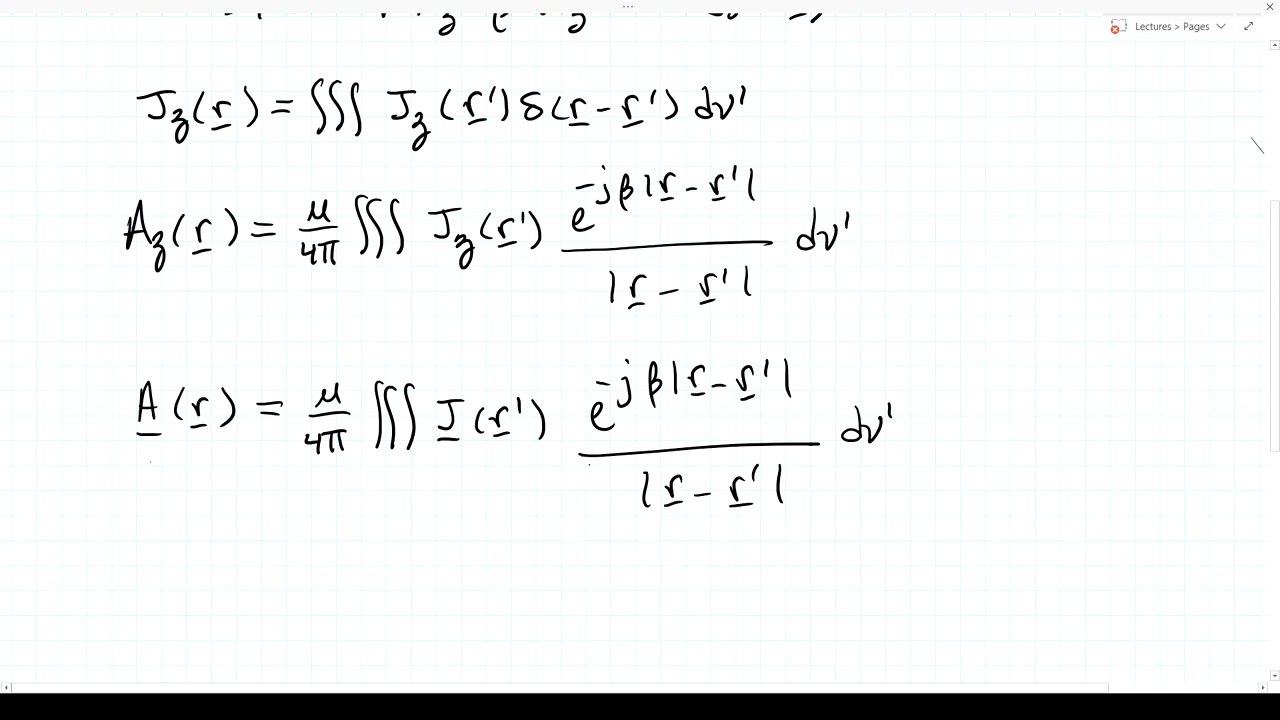 Lectures > Pages
J_z(r) = ∭ J_z(r')δ(r-r')dv'
A_z(r) = μ/4π ∭ J_z(r') e^{-jβ|r-r'|}/|r-r'| dv'
A(r) = μ/4π ∭ J(r') e^{-jβ|r-r'|}/|r-r'| dv'